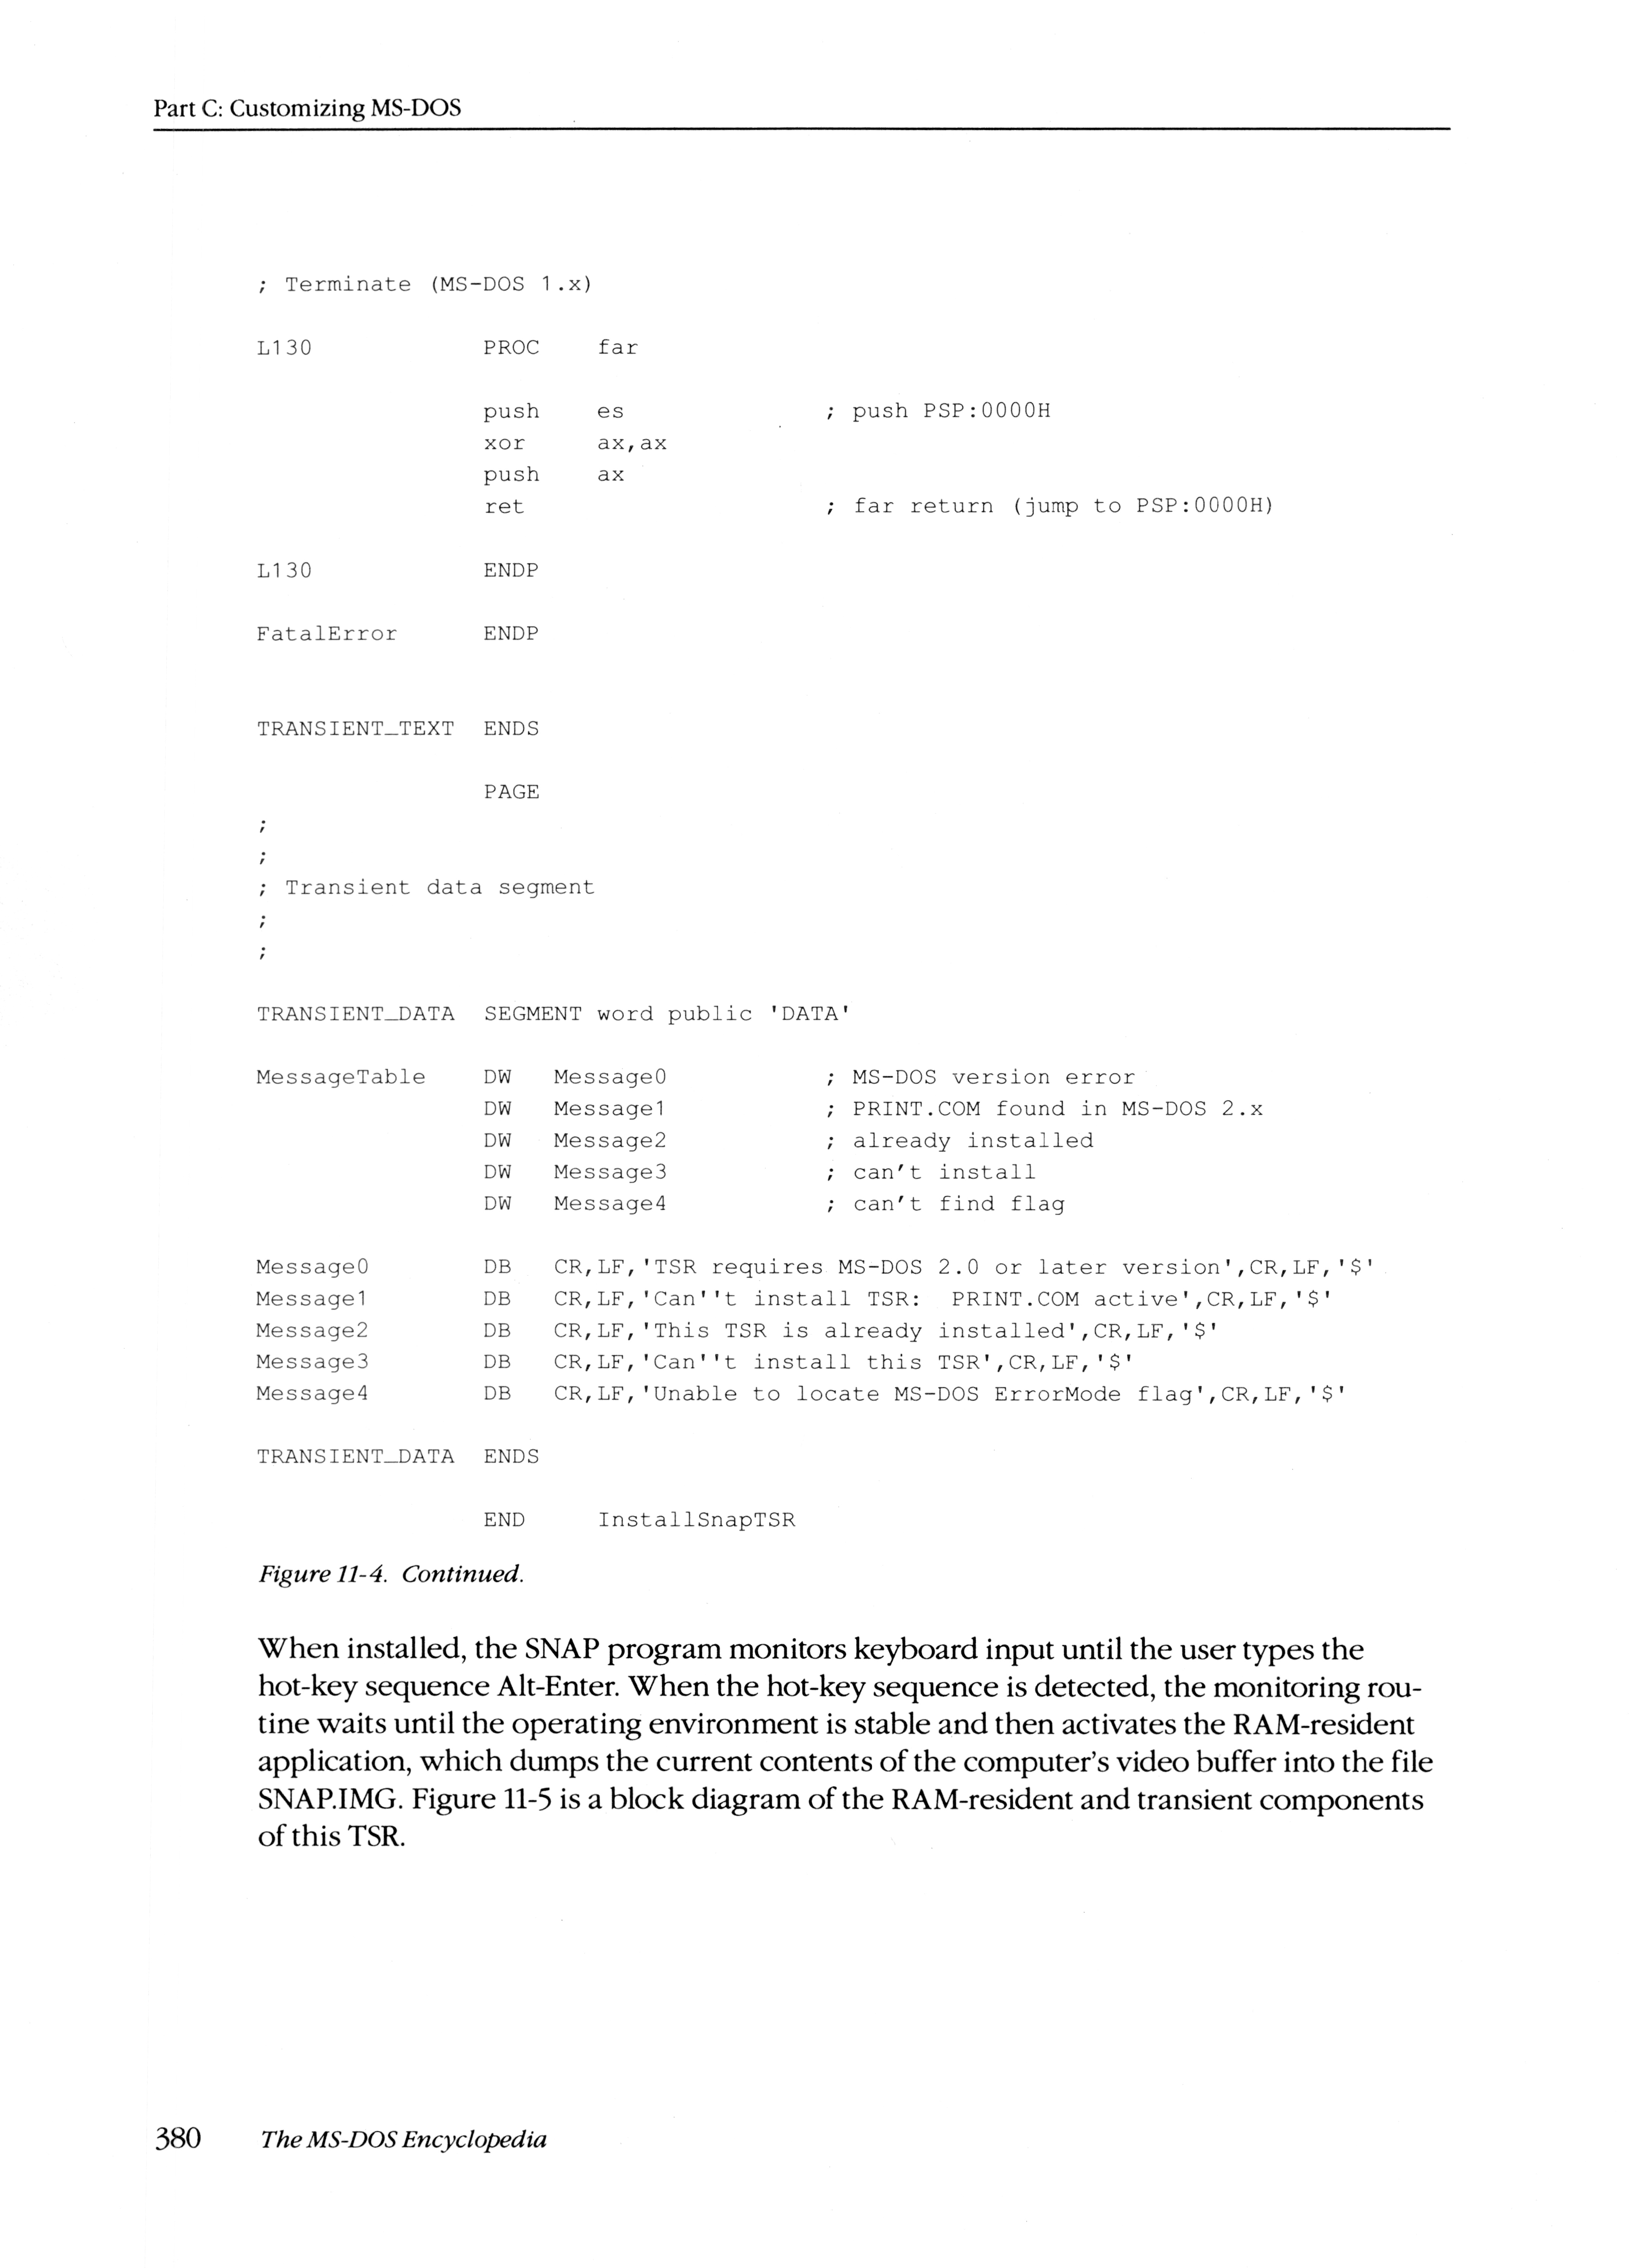 Part C: Customizing MS-DOS
; Terminate (MS-DOS 1.x)
L130 PROC far
push es ; push PSP:0000H
xor ax,ax
push ax
ret ; far return (jump to PSP:0000H)
L130 ENDP
FatalError ENDP
TRANSIENT_TEXT ENDS
PAGE
;
;
; Transient data segment
;
;
TRANSIENT_DATA SEGMENT word public 'DATA'
MessageTable DW Message0 ; MS-DOS version error
DW Message1 ; PRINT.COM found in MS-DOS 2.x
DW Message2 ; already installed
DW Message3 ; can't install
DW Message4 ; can't find flag
Message0 DB CR,LF,'TSR requires MS-DOS 2.0 or later version',CR,LF,'$'
Message1 DB CR,LF,'Can''t install TSR:  PRINT.COM active',CR,LF,'$'
Message2 DB CR,LF,'This TSR is already installed',CR,LF,'$'
Message3 DB CR,LF,'Can''t install this TSR',CR,LF,'$'
Message4 DB CR,LF,'Unable to locate MS-DOS ErrorMode flag',CR,LF,'$'
TRANSIENT_DATA ENDS
END InstallSnapTSR
Figure 11-4. Continued.
When installed, the SNAP program monitors keyboard input until the user types the
hot-key sequence Alt-Enter. When the hot-key sequence is detected, the monitoring rou-
tine waits until the operating environment is stable and then activates the RAM-resident
application, which dumps the current contents of the computer's video buffer into the file
SNAP.IMG. Figure 11-5 is a block diagram of the RAM-resident and transient components
of this TSR.
380 The MS-DOS Encyclopedia